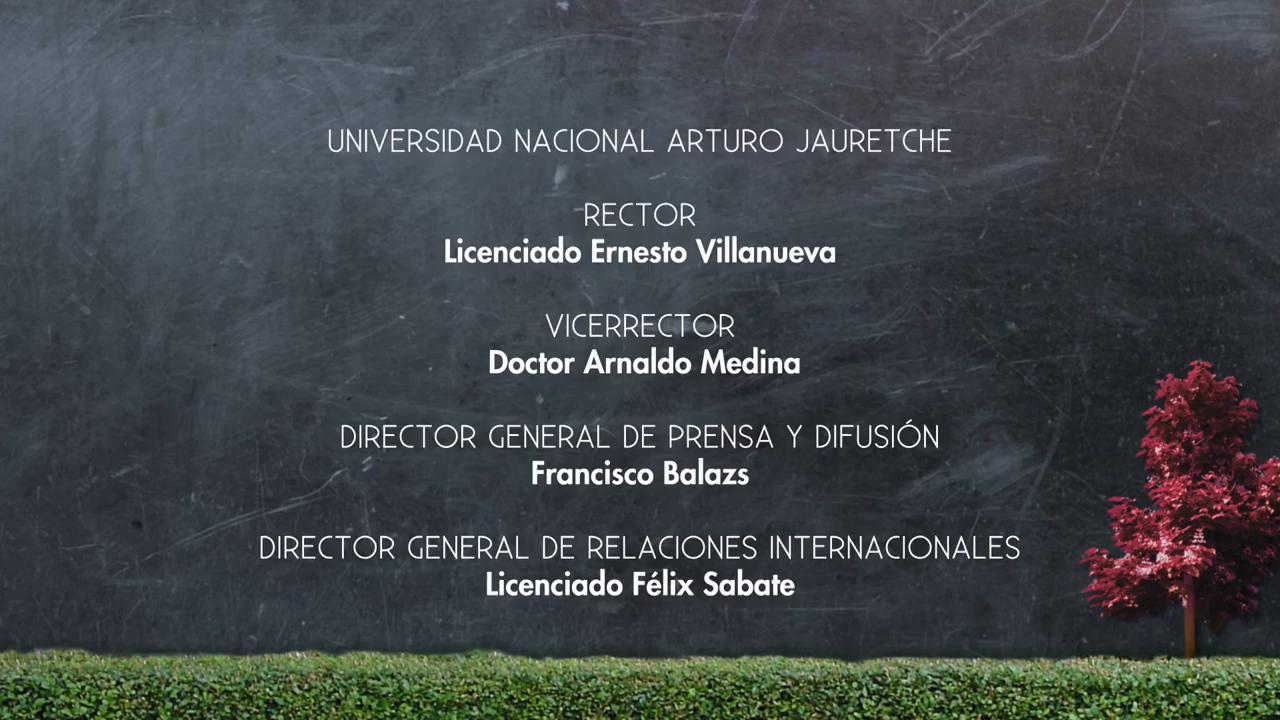 UNIVERSIDAD NACIONAL ARTURO JAURETCHE
RECTOR
Licenciado Ernesto Villanueva
VICERRECTOR
Doctor Arnaldo Medina
DIRECTOR GENERAL DE PRENSA Y DIFUSIÓN
Francisco Balazs
DIRECTOR GENERAL DE RELACIONES INTERNACIONALES
Licenciado Félix Sabate